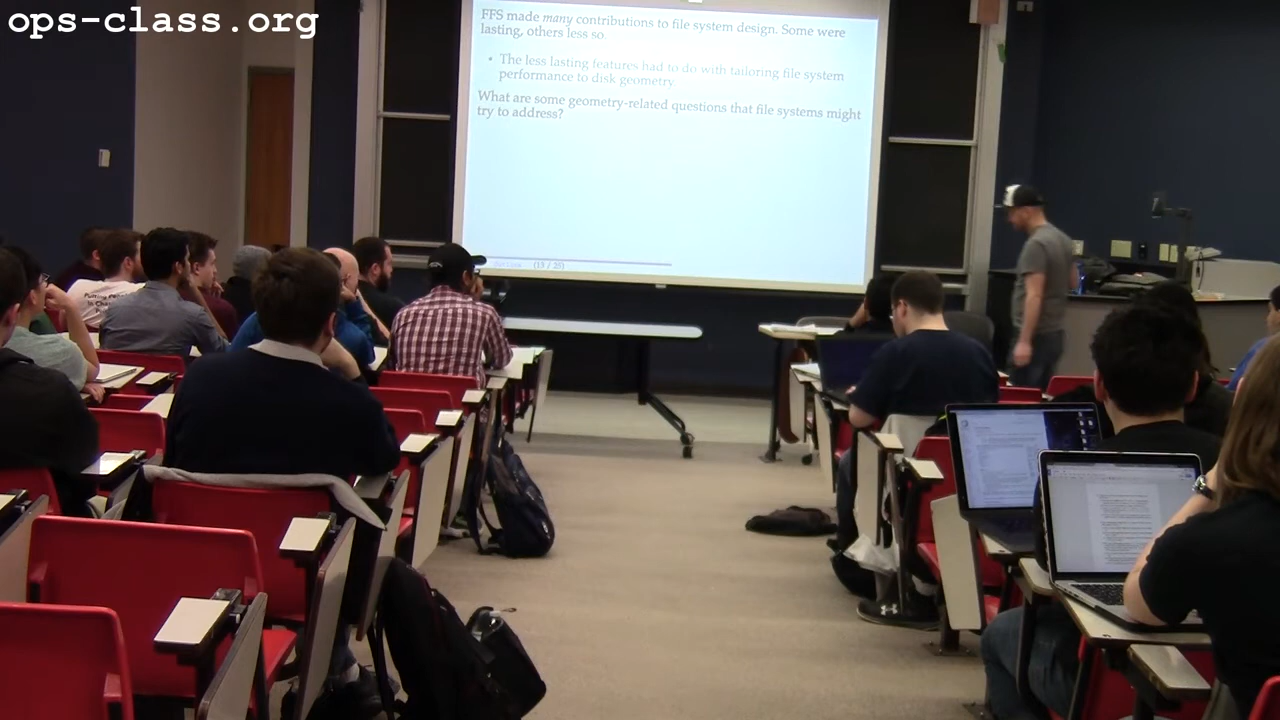 ops-class.org
FFS made many contributions to file system design. Some were
lasting, others less so.
• The less lasting features had to do with tailoring file system
performance to disk geometry.
What are some geometry-related questions that file systems might
try to address?
(13 / 25)